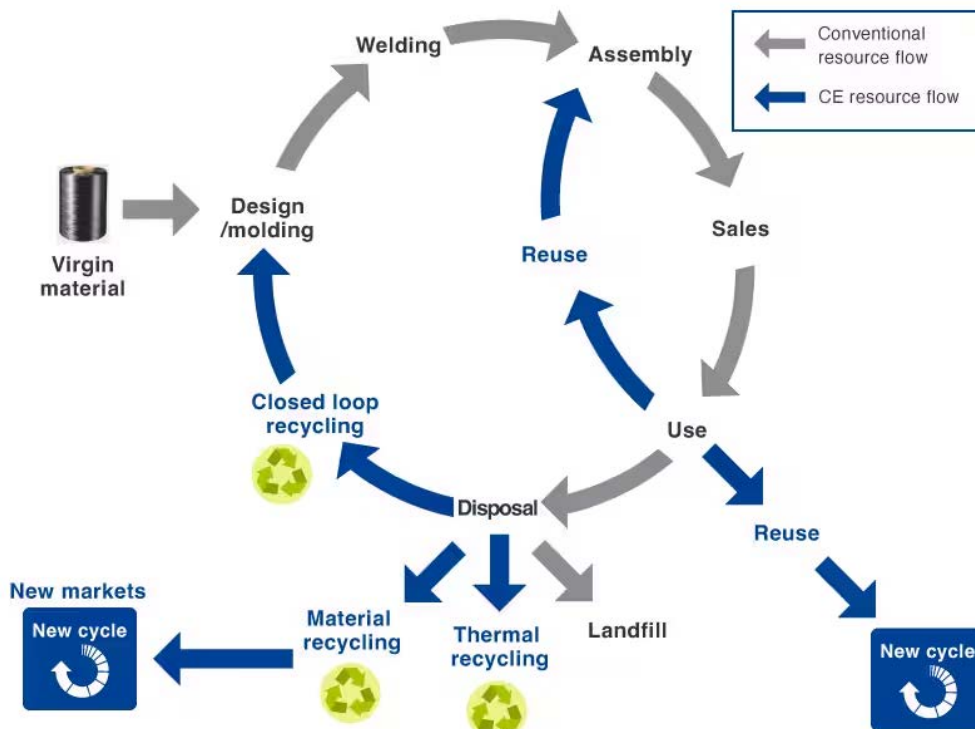 Welding
Assembly
Conventional
resource flow
CE resource flow
Virgin
material
Design
/molding
Reuse
Sales
Closed loop
recycling
Use
Disposal
Reuse
New markets
New cycle
Material
recycling
Thermal
recycling
Landfill
New cycle